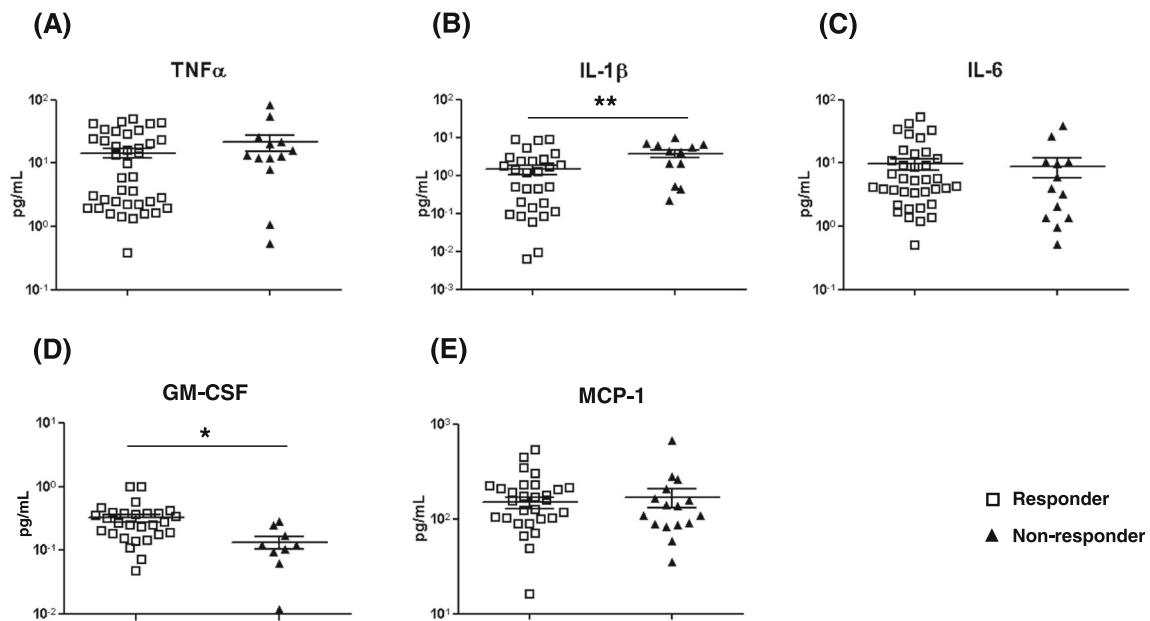 (A)
TNFα
pg/mL
10²
10¹
10⁰
10⁻¹
(B)
IL-1β
**
pg/mL
10²
10¹
10⁰
10⁻¹
10⁻²
10⁻³
(C)
IL-6
pg/mL
10²
10¹
10⁰
10⁻¹
(D)
GM-CSF
*
pg/mL
10¹
10⁰
10⁻¹
10⁻²
(E)
MCP-1
pg/mL
10³
10²
10¹
Responder
Non-responder